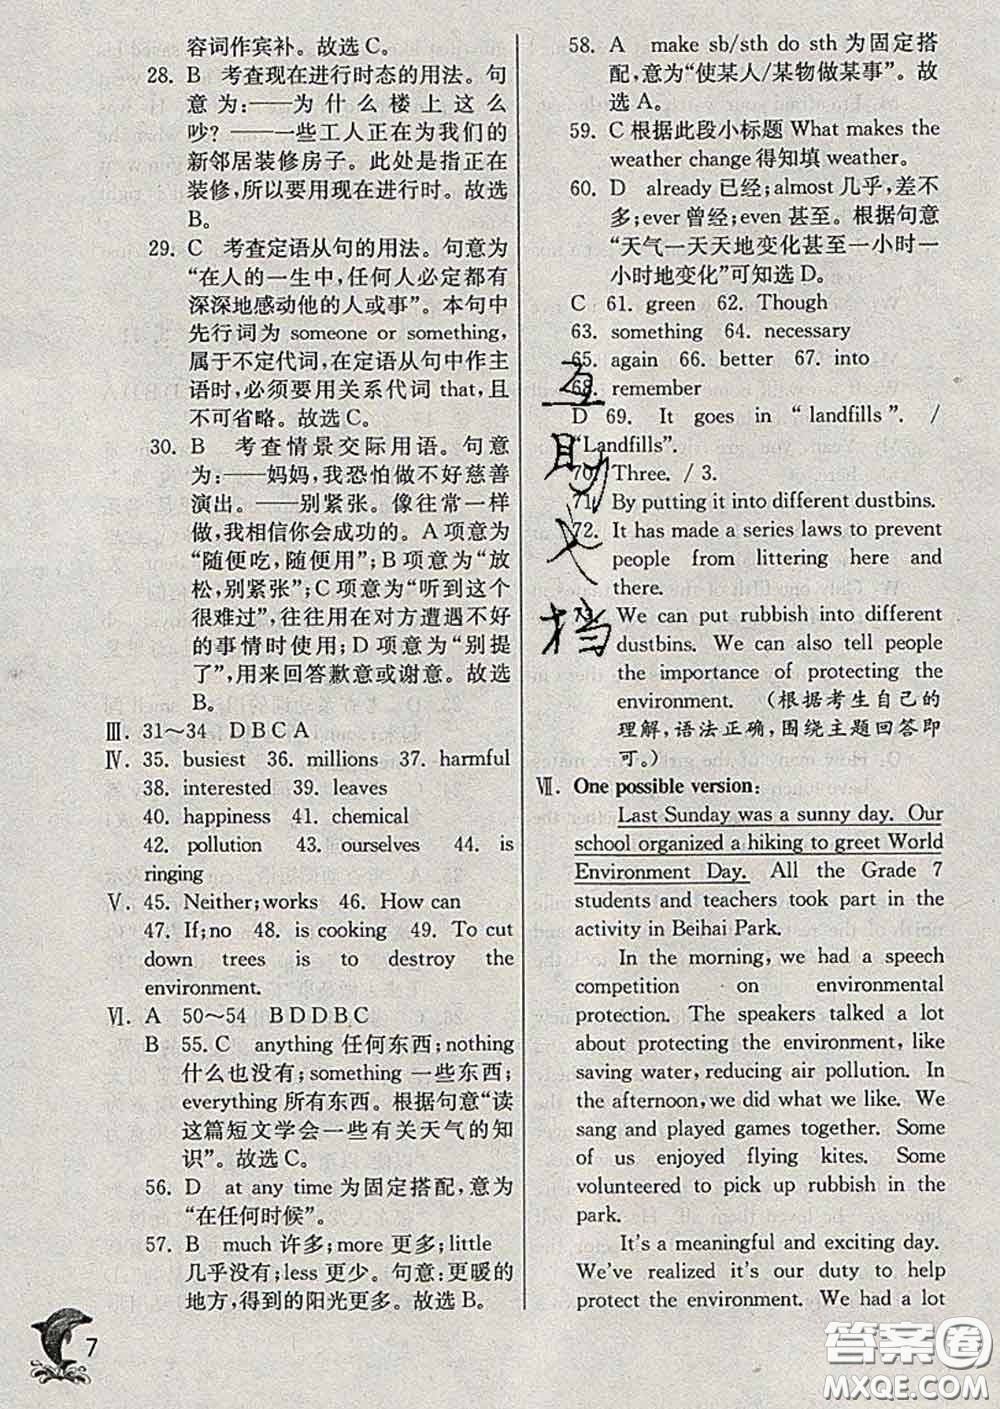 容词作宾补。故选C。
28. B 考查现在进行时态的用法。句
意为:——为什么楼上这么
吵? ——一些工人正在为我们的
新邻居装修房子。此处是指正在
装修,所以要用现在进行时。故选
B。
29. C 考查定语从句的用法。句意为
“在人的一生中,任何人必定都有
深深地感动他的人或事”。本句中
先行词为 someone or something,
属于不定代词,在定语从句中作主
语时,必须要用关系代词 that,且
不可省略。故选C。
30. B 考查情景交际用语。句意
为:——妈妈,我恐怕做不好慈善
演出。——别紧张。像往常一样
做,我相信你会成功的。A项意为
“随便吃,随便用”;B项意为“放
松,别紧张”;C项意为“听到这个
很难过”,往往用在对方遭遇不好
的事情时使用;D项意为“别提
了”,用来回答歉意或谢意。故选
B。
Ⅲ. 31～34 D B C A
Ⅳ. 35. busiest 36. millions 37. harmful
38. interested 39. leaves
40. happiness 41. chemical
42. pollution 43. ourselves 44. is
ringing
Ⅴ. 45. Neither; works 46. How can
47. If; no 48. is cooking 49. To cut
down trees is to destroy the
environment.
Ⅵ. A 50～54 B D D B C
B 55. C anything 任何东西; nothing
什么也没有; something 一些东西;
everything 所有东西。根据句意“读
这篇短文学会一些有关天气的知
识”。故选C。
56. D at any time 为固定搭配,意为
“在任何时候”。
57. B much 许多; more 更多; little
几乎没有; less 更少。句意:更暖的
地方,得到的阳光更多。故选B。
7
58. A make sb/sth do sth 为固定搭
配,意为“使某人/某物做某事”。故
选A。
59. C 根据此段小标题 What makes the
weather change 得知填 weather。
60. D already 已经; almost 几乎,差不
多; ever 曾经; even 甚至。根据句意
“天气一天天地变化甚至一小时一
小时地变化”可知选D。
C 61. green 62. Though
63. something 64. necessary
65. again 66. better 67. into
68. remember
D 69. It goes in “landfills”. /
“Landfills”.
70. Three. / 3.
71. By putting it into different dustbins.
72. It has made a series laws to prevent
people from littering here and
there.
73. We can put rubbish into different
dustbins. We can also tell people
the importance of protecting the
environment. (根据考生自己的
理解,语法正确,围绕主题回答即
可。)
Ⅶ. One possible version:
Last Sunday was a sunny day. Our
school organized a hiking to greet World
Environment Day. All the Grade 7
students and teachers took part in the
activity in Beihai Park.
In the morning, we had a speech
competition on environmental
protection. The speakers talked a lot
about protecting the environment, like
saving water, reducing air pollution. In
the afternoon, we did what we like. We
sang and played games together. Some
of us enjoyed flying kites. Some
volunteered to pick up rubbish in the
park.
It's a meaningful and exciting day.
We've realized it's our duty to help
protect the environment. We had a lot
互
助
文
档
答案圈
MXQE.COM